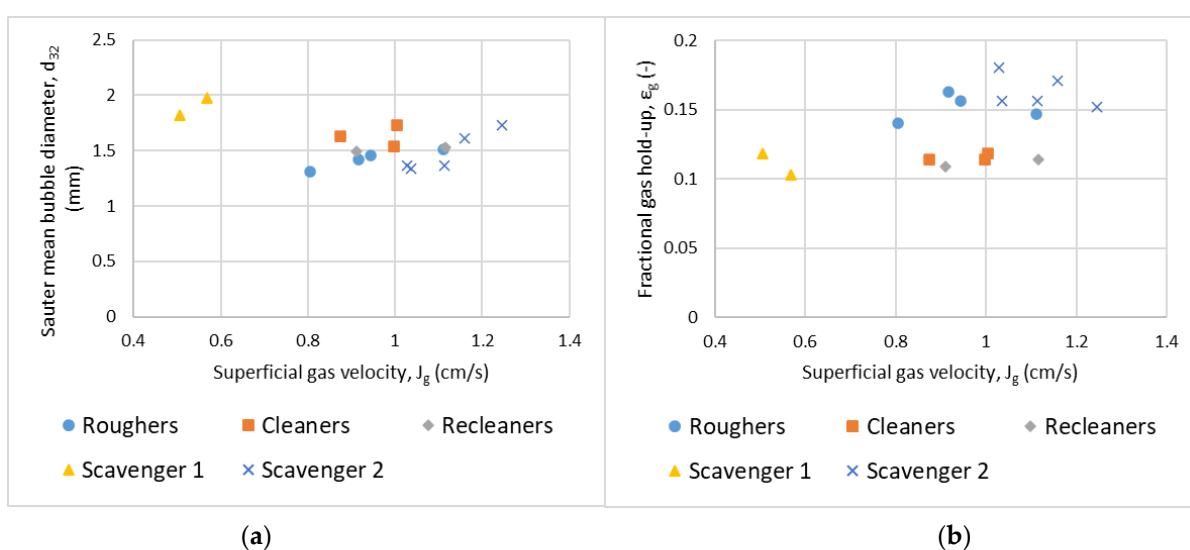 2.5
2
1.5
1
0.5
0
Sauter mean bubble diameter, d32
(mm)
0.4 0.6 0.8 1 1.2 1.4
Superficial gas velocity, Jg (cm/s)
Roughers Cleaners Recleaners
Scavenger 1 Scavenger 2
(a)
0.2
0.15
0.1
0.05
0
Fractional gas hold-up, εg (-)
0.4 0.6 0.8 1 1.2 1.4
Superficial gas velocity, Jg (cm/s)
Roughers Cleaners Recleaners
Scavenger 1 Scavenger 2
(b)